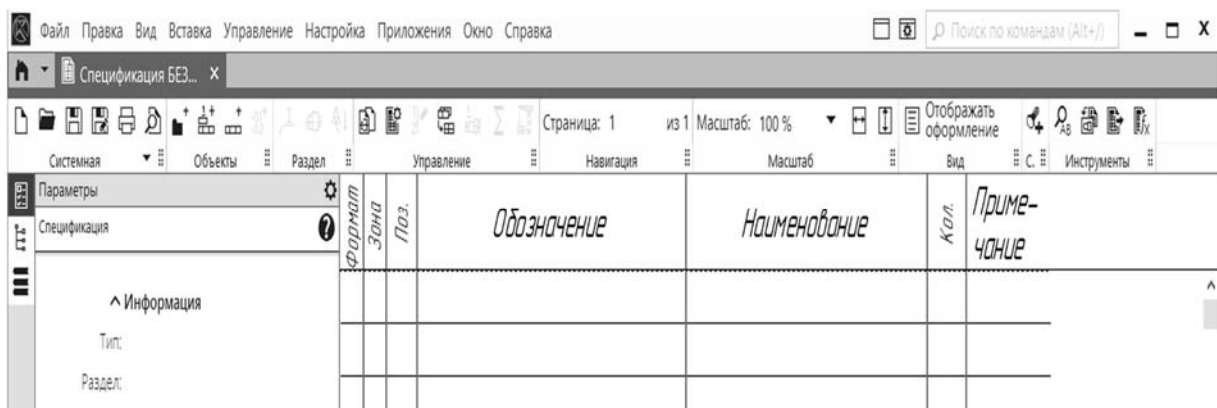 Файл Правка Вид Вставка Управление Настройка Приложения Окно Справка Поиск по командам (Alt+/)
Спецификация БЕЗ...
Страница: 1 из 1 Масштаб: 100 % Отображать
оформление
Системная Объекты Раздел Управление Навигация Масштаб Вид С. Инструменты
Параметры
Спецификация
Формат Зона Поз. Обозначение Наименование Кол. Приме-
чание
Информация
Тип:
Раздел: